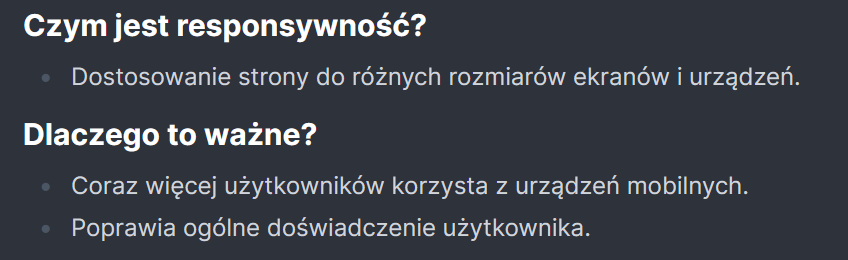 Czym jest responsywność?
• Dostosowanie strony do różnych rozmiarów ekranów i urządzeń.
Dlaczego to ważne?
• Coraz więcej użytkowników korzysta z urządzeń mobilnych.
• Poprawia ogólne doświadczenie użytkownika.